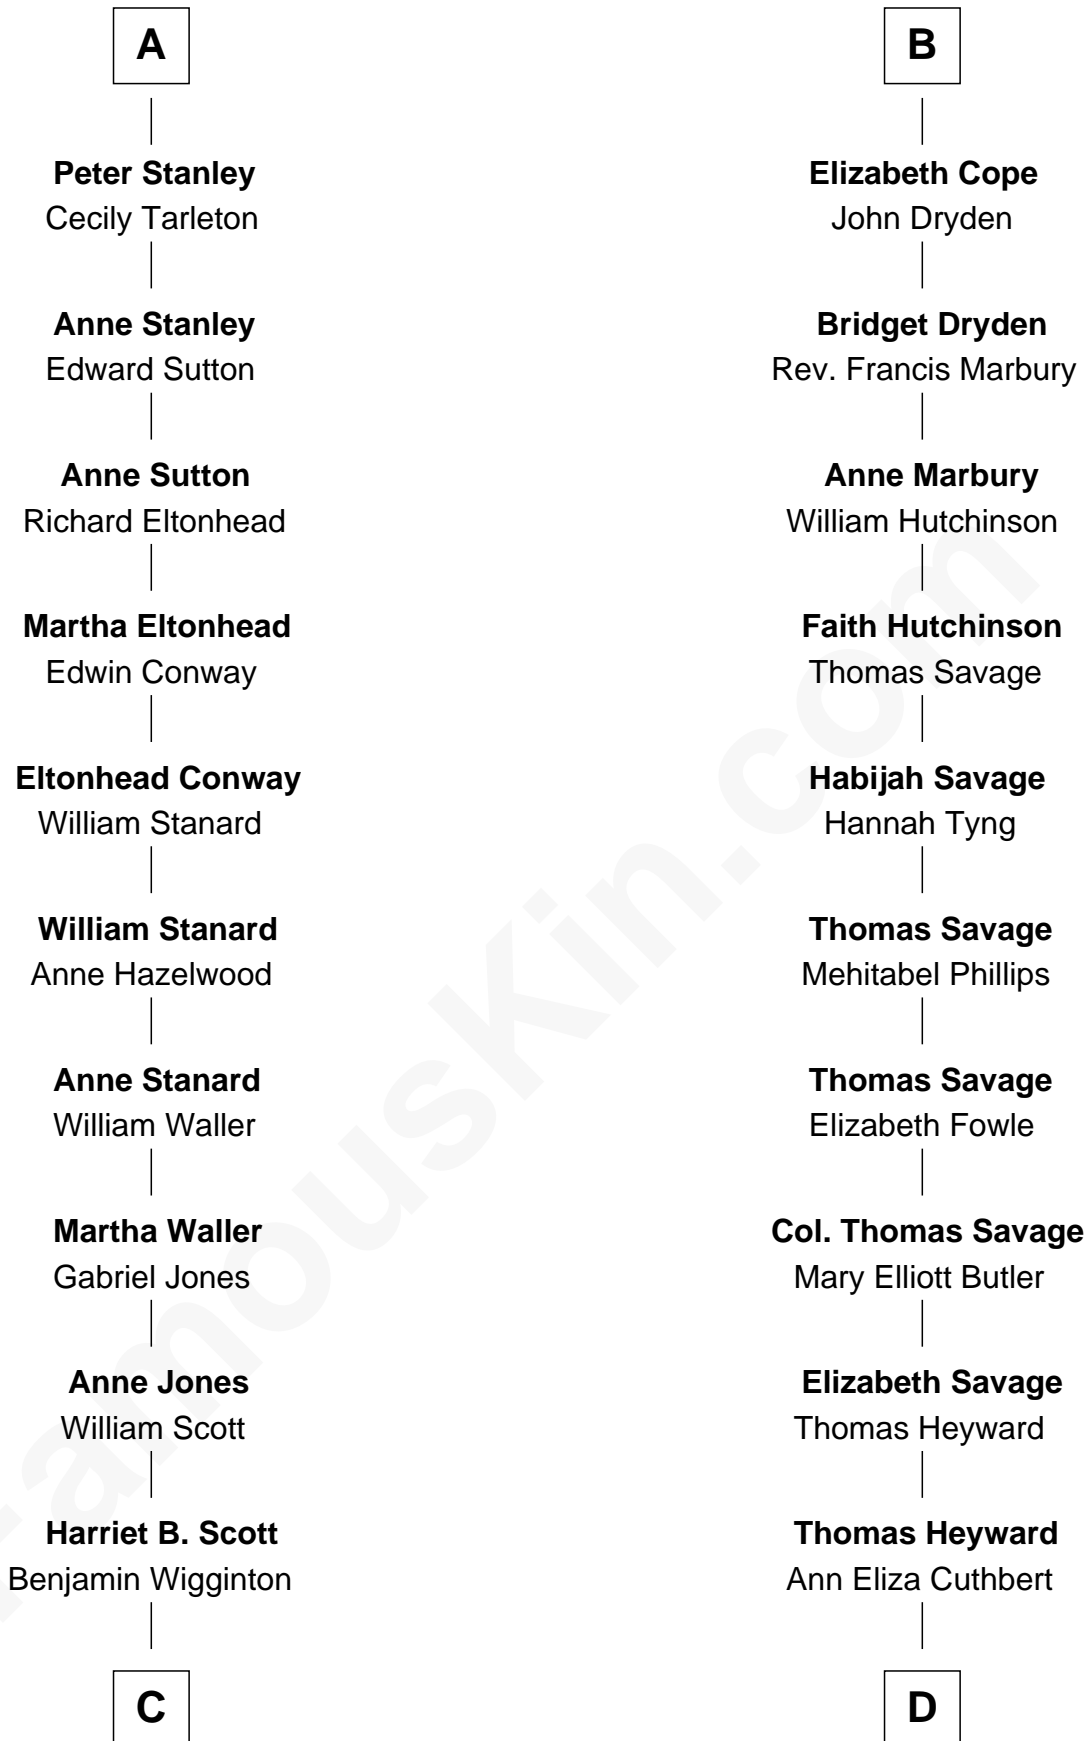 A
Peter Stanley
Cecily Tarleton
Anne Stanley
Edward Sutton
Anne Sutton
Richard Eltonhead
Martha Eltonhead
Edwin Conway
Eltonhead Conway
William Stanard
William Stanard
Anne Hazelwood
Anne Stanard
William Waller
Martha Waller
Gabriel Jones
Anne Jones
William Scott
Harriet B. Scott
Benjamin Wigginton
C
B
Elizabeth Cope
John Dryden
Bridget Dryden
Rev. Francis Marbury
Anne Marbury
William Hutchinson
Faith Hutchinson
Thomas Savage
Habijah Savage
Hannah Tyng
Thomas Savage
Mehitabel Phillips
Thomas Savage
Elizabeth Fowle
Col. Thomas Savage
Mary Elliott Butler
Elizabeth Savage
Thomas Heyward
Thomas Heyward
Ann Eliza Cuthbert
D
FamousKin.com